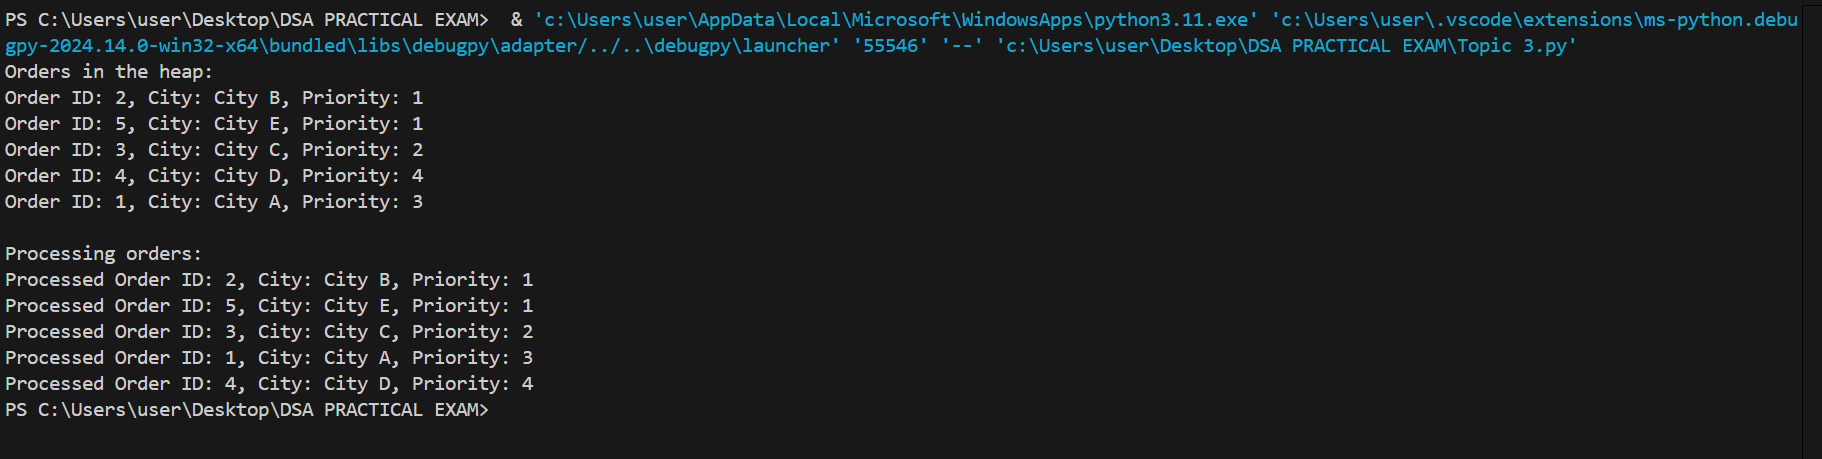 PS C:\Users\user\Desktop\DSA PRACTICAL EXAM>  & 'c:\Users\user\AppData\Local\Microsoft\WindowsApps\python3.11.exe' 'c:\Users\user\.vscode\extensions\ms-python.debu
gpy-2024.14.0-win32-x64\bundled\libs\debugpy\adapter/../..\debugpy\launcher' '55546' '--' 'c:\Users\user\Desktop\DSA PRACTICAL EXAM\Topic 3.py'
Orders in the heap:
Order ID: 2, City: City B, Priority: 1
Order ID: 5, City: City E, Priority: 1
Order ID: 3, City: City C, Priority: 2
Order ID: 4, City: City D, Priority: 4
Order ID: 1, City: City A, Priority: 3

Processing orders:
Processed Order ID: 2, City: City B, Priority: 1
Processed Order ID: 5, City: City E, Priority: 1
Processed Order ID: 3, City: City C, Priority: 2
Processed Order ID: 1, City: City A, Priority: 3
Processed Order ID: 4, City: City D, Priority: 4
PS C:\Users\user\Desktop\DSA PRACTICAL EXAM>